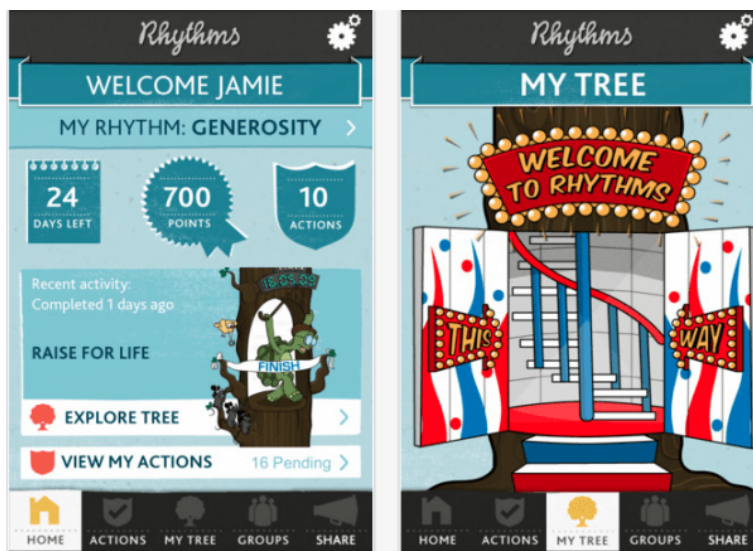 Rhythms
WELCOME JAMIE
MY RHYTHM: GENEROSITY
24
DAYS LEFT
700
POINTS
10
ACTIONS
Recent activity:
Completed 1 days ago
RAISE FOR LIFE
FINISH
EXPLORE TREE
VIEW MY ACTIONS
16 Pending
HOME
ACTIONS
MY TREE
GROUPS
SHARE
Rhythms
MY TREE
WELCOME
TO RHYTHMS
THIS
WAY
HOME
ACTIONS
MY TREE
GROUPS
SHARE